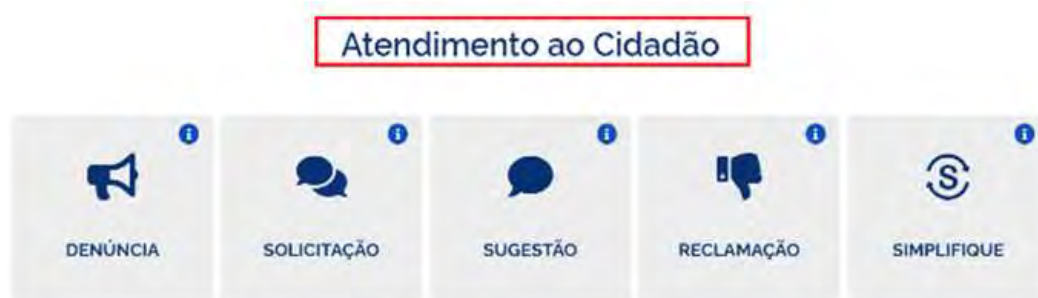 Atendimento ao Cidadão
DENÚNCIA
SOLICITAÇÃO
SUGESTÃO
RECLAMAÇÃO
SIMPLIFIQUE